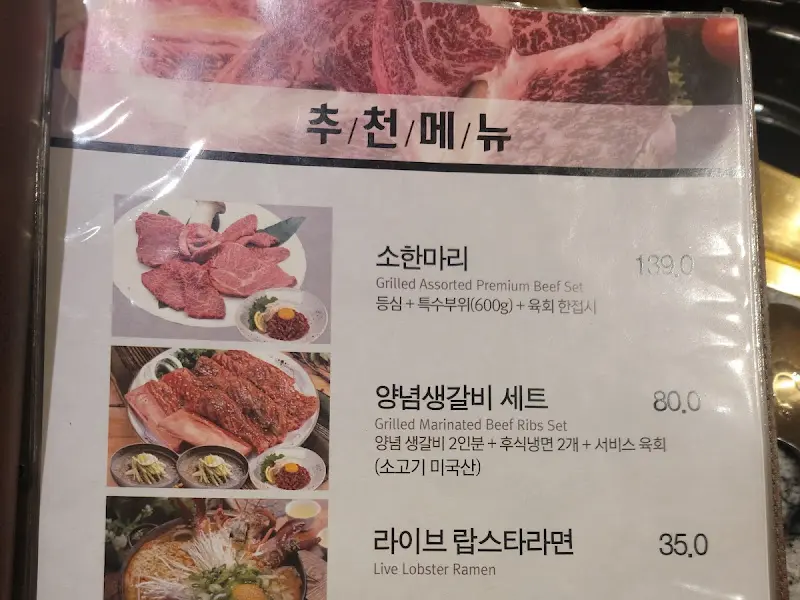 추/천/메/뉴
소한마리 139.0
Grilled Assorted Premium Beef Set
등심 + 특수부위(600g) + 육회 한접시
양념생갈비 세트 80.0
Grilled Marinated Beef Ribs Set
양념 생갈비 2인분 + 후식냉면 2개 + 서비스 육회
(소고기 미국산)
라이브 랍스타라면 35.0
Live Lobster Ramen